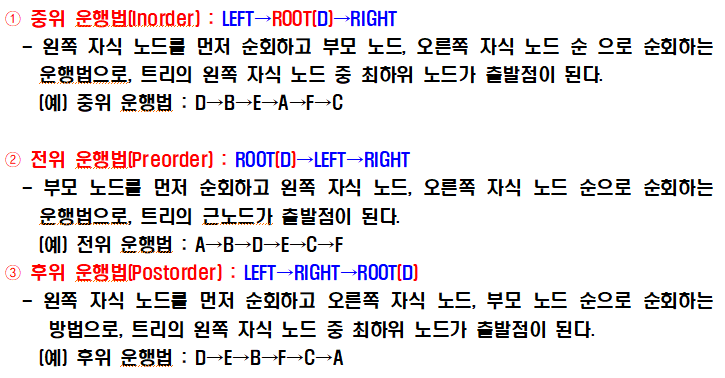 ① 중위 운행법(Inorder) : LEFT→ROOT(D)→RIGHT
- 왼쪽 자식 노드를 먼저 순회하고 부모 노드, 오른쪽 자식 노드 순 으로 순회하는
운행법으로, 트리의 왼쪽 자식 노드 중 최하위 노드가 출발점이 된다.
(예) 중위 운행법 : D→B→E→A→F→C
② 전위 운행법(Preorder) : ROOT(D)→LEFT→RIGHT
- 부모 노드를 먼저 순회하고 왼쪽 자식 노드, 오른쪽 자식 노드 순으로 순회하는
운행법으로, 트리의 근노드가 출발점이 된다.
(예) 전위 운행법 : A→B→D→E→C→F
③ 후위 운행법(Postorder) : LEFT→RIGHT→ROOT(D)
- 왼쪽 자식 노드를 먼저 순회하고 오른쪽 자식 노드, 부모 노드 순으로 순회하는
방법으로, 트리의 왼쪽 자식 노드 중 최하위 노드가 출발점이 된다.
(예) 후위 운행법 : D→E→B→F→C→A